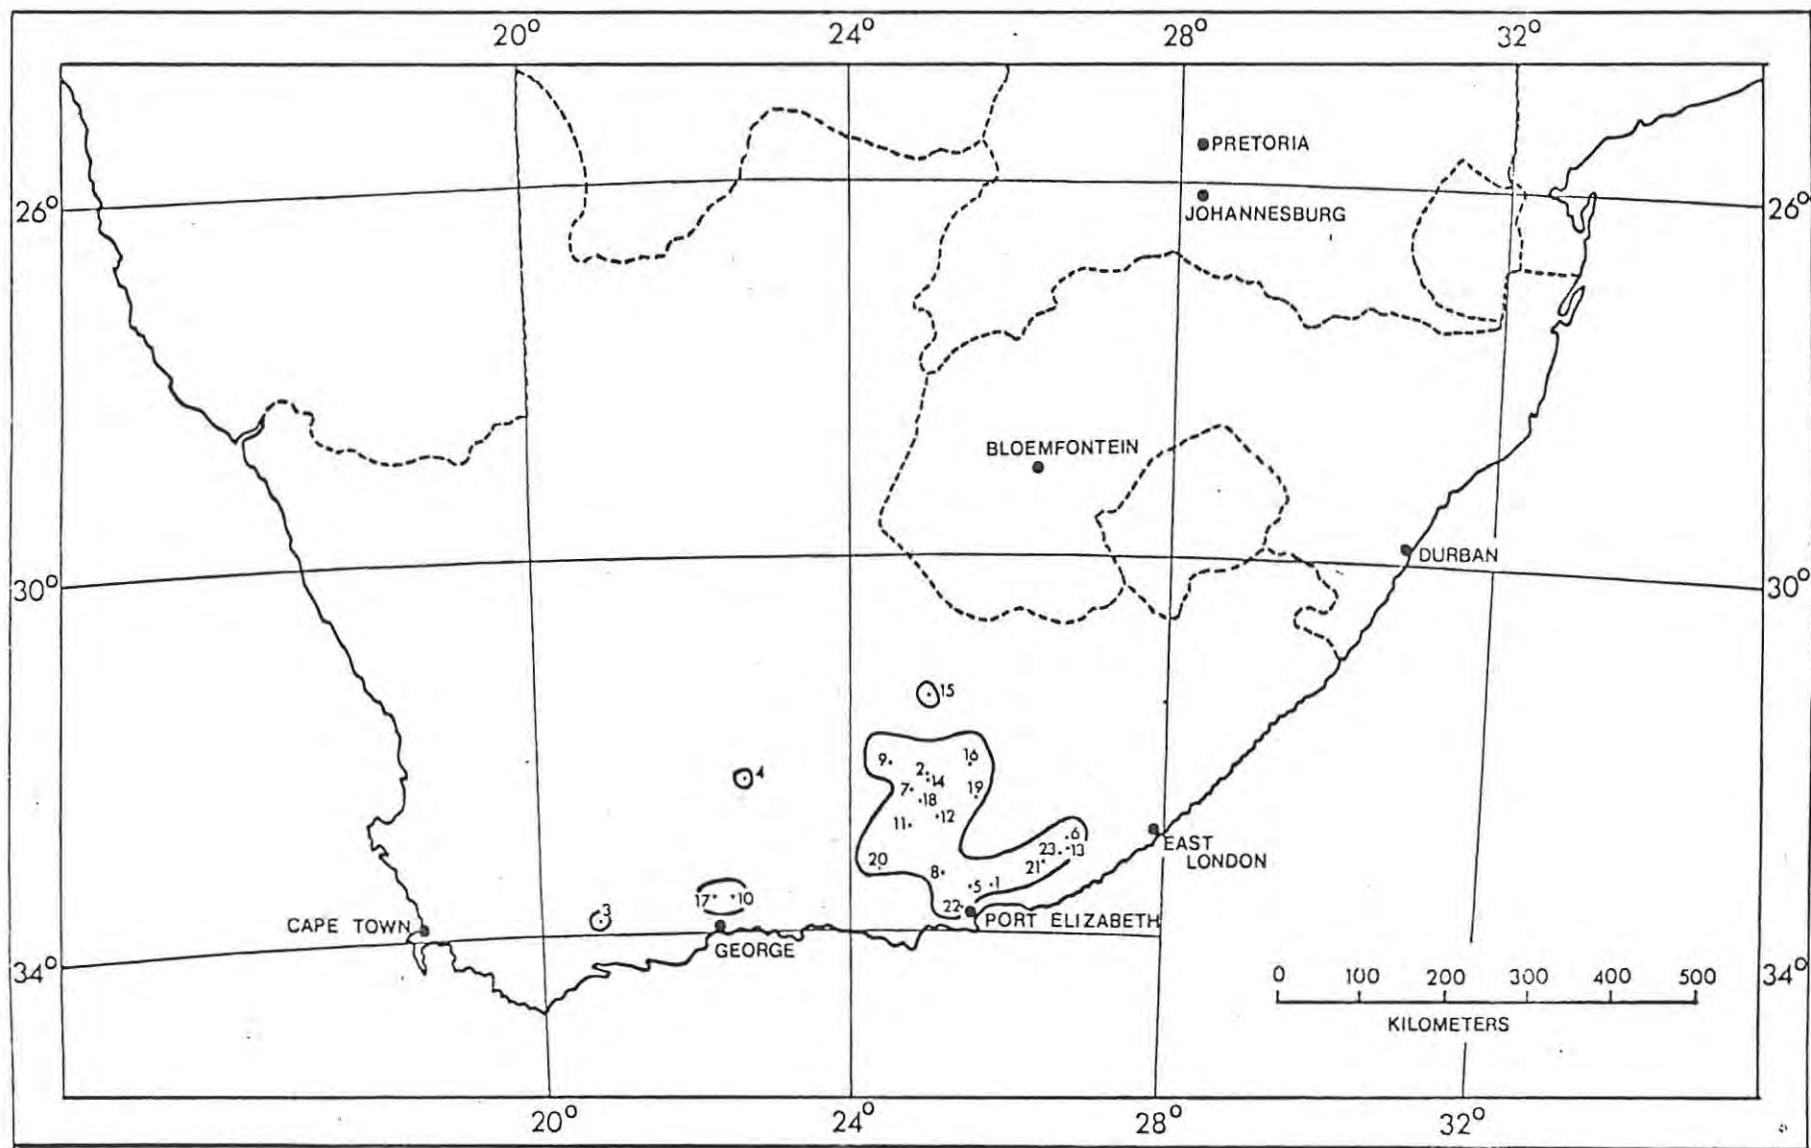 20° 24° 28° 32°
PRETORIA
26° JOHANNESBURG 26°
BLOEMFONTEIN
DURBAN
30° 30°
15
4
9 2 16
14
7 18 19
12
11
6
23 13
EAST
LONDON
20 8 21
5 1
17 10
3 22
CAPE TOWN GEORGE PORT ELIZABETH
34° 34°
0 100 200 300 400 500
KILOMETERS
20° 24° 28° 32°